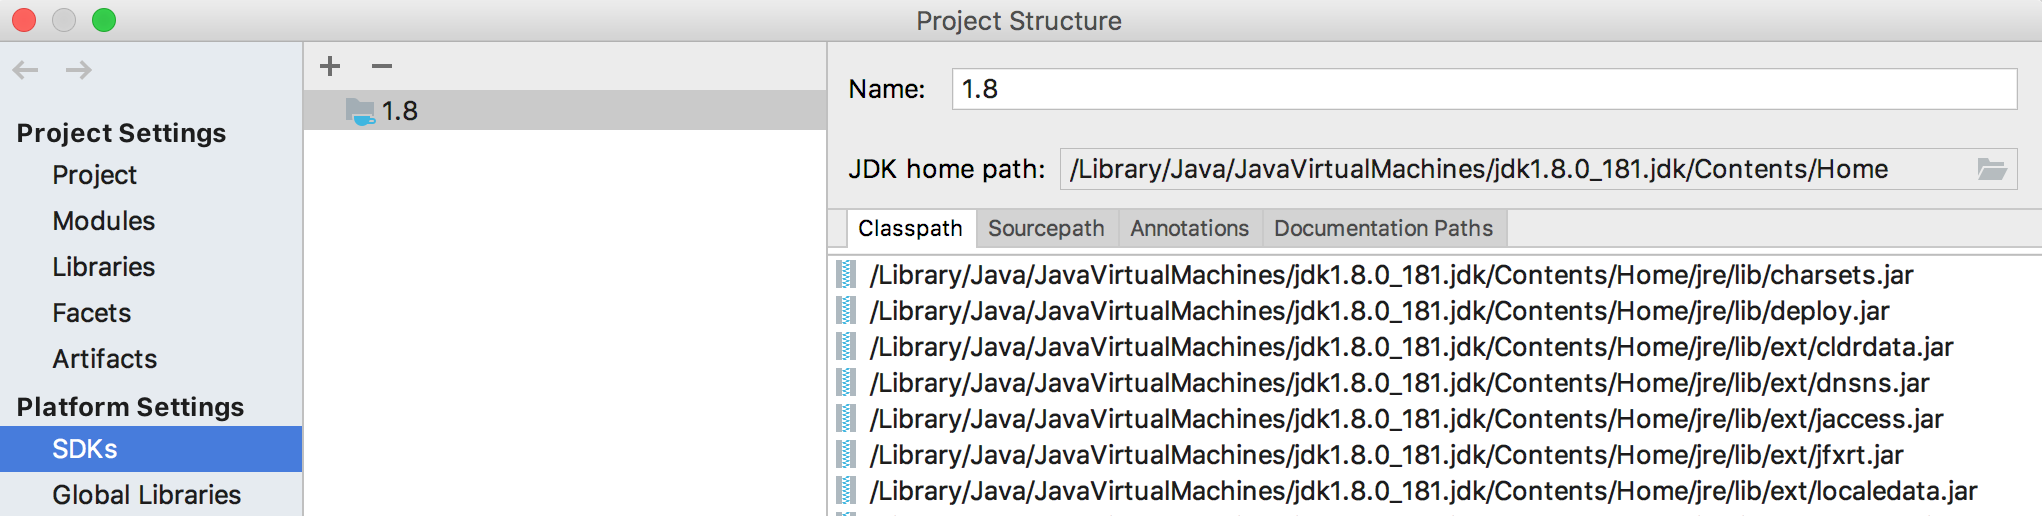 Project Structure
Project Settings
Project
Modules
Libraries
Facets
Artifacts
Platform Settings
SDKs
Global Libraries
1.8
Name: 1.8
JDK home path: /Library/Java/JavaVirtualMachines/jdk1.8.0_181.jdk/Contents/Home
Classpath Sourcepath Annotations Documentation Paths
/Library/Java/JavaVirtualMachines/jdk1.8.0_181.jdk/Contents/Home/jre/lib/charsets.jar
/Library/Java/JavaVirtualMachines/jdk1.8.0_181.jdk/Contents/Home/jre/lib/deploy.jar
/Library/Java/JavaVirtualMachines/jdk1.8.0_181.jdk/Contents/Home/jre/lib/ext/cldrdata.jar
/Library/Java/JavaVirtualMachines/jdk1.8.0_181.jdk/Contents/Home/jre/lib/ext/dnsns.jar
/Library/Java/JavaVirtualMachines/jdk1.8.0_181.jdk/Contents/Home/jre/lib/ext/jaccess.jar
/Library/Java/JavaVirtualMachines/jdk1.8.0_181.jdk/Contents/Home/jre/lib/ext/jfxrt.jar
/Library/Java/JavaVirtualMachines/jdk1.8.0_181.jdk/Contents/Home/jre/lib/ext/localedata.jar